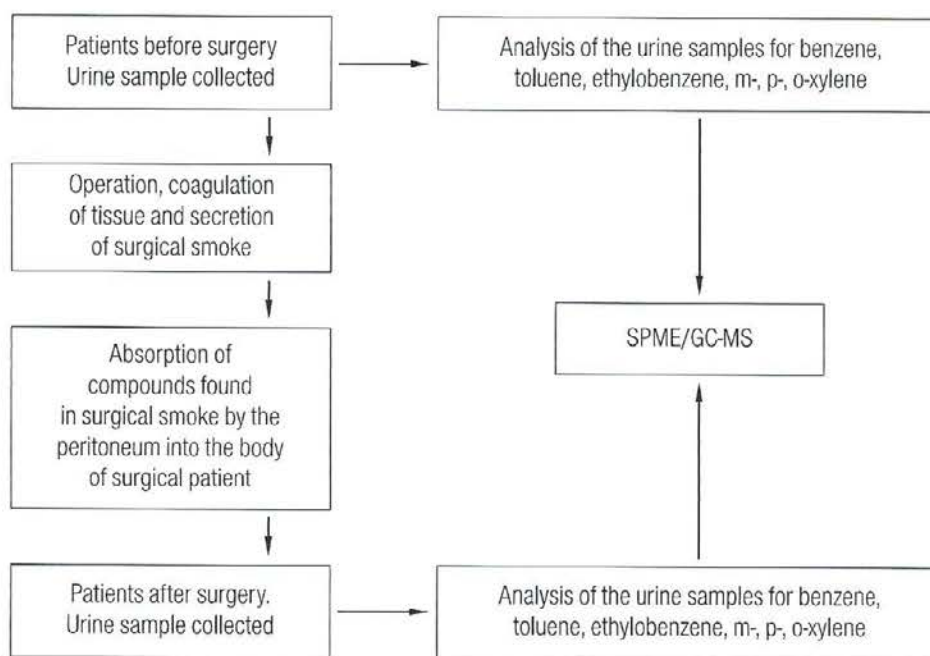 Patients before surgery
Urine sample collected
Analysis of the urine samples for benzene,
toluene, ethylobenzene, m-, p-, o-xylene
Operation, coagulation
of tissue and secretion
of surgical smoke
Absorption of
compounds found
in surgical smoke by the
peritoneum into the body
of surgical patient
SPME/GC-MS
Patients after surgery.
Urine sample collected
Analysis of the urine samples for benzene,
toluene, ethylobenzene, m-, p-, o-xylene